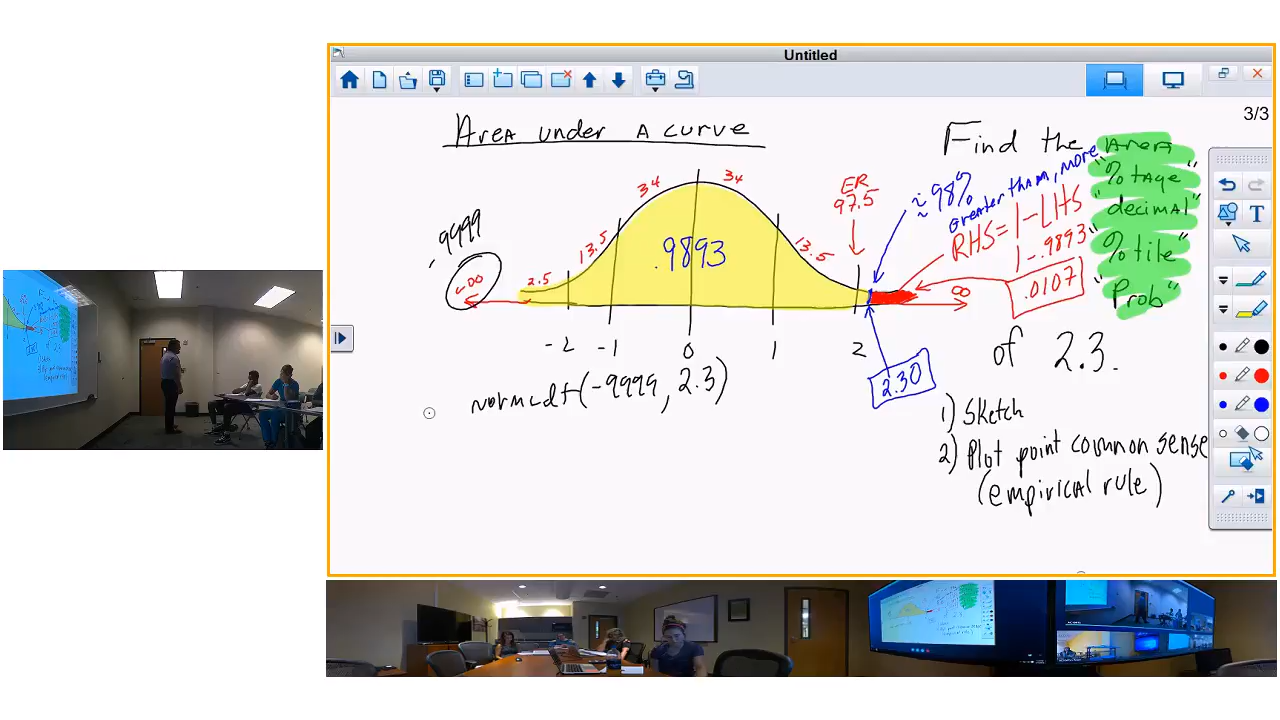 Untitled
3/3
Area under A curve
Find the Area
"%tage"
"decimal"
"%tile"
"Prob"
of 2.3.
34
34
13.5
13.5
2.5
ER
97.5
≈98%
greater than, more
RHS = 1 - LHS
1 - .9893
.0107
.9893
.9999
-∞
∞
-2 -1 0 1 2
2.30
normcdf(-9999, 2.3)
1) Sketch
2) Plot point common sense
(empirical rule)
T